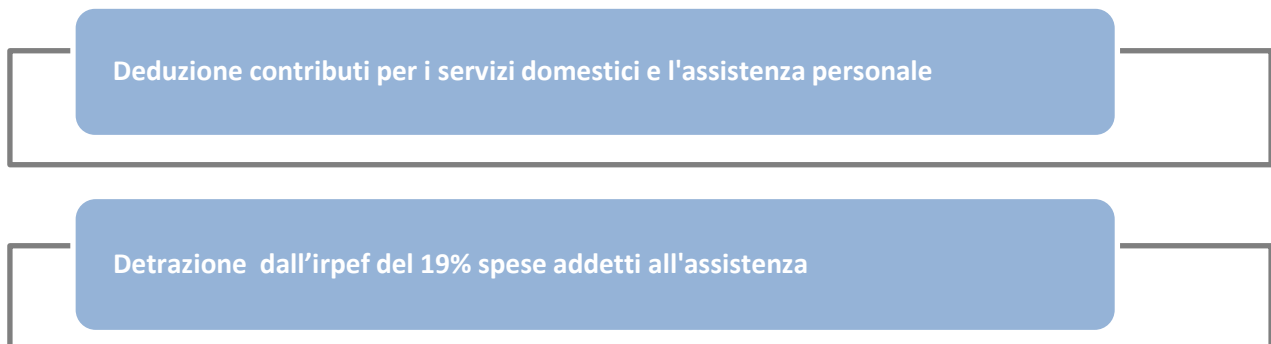 Deduzione contributi per i servizi domestici e l'assistenza personale
Detrazione  dall’irpef del 19% spese addetti all'assistenza